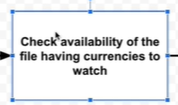 Check availability of the
file having currencies to
watch